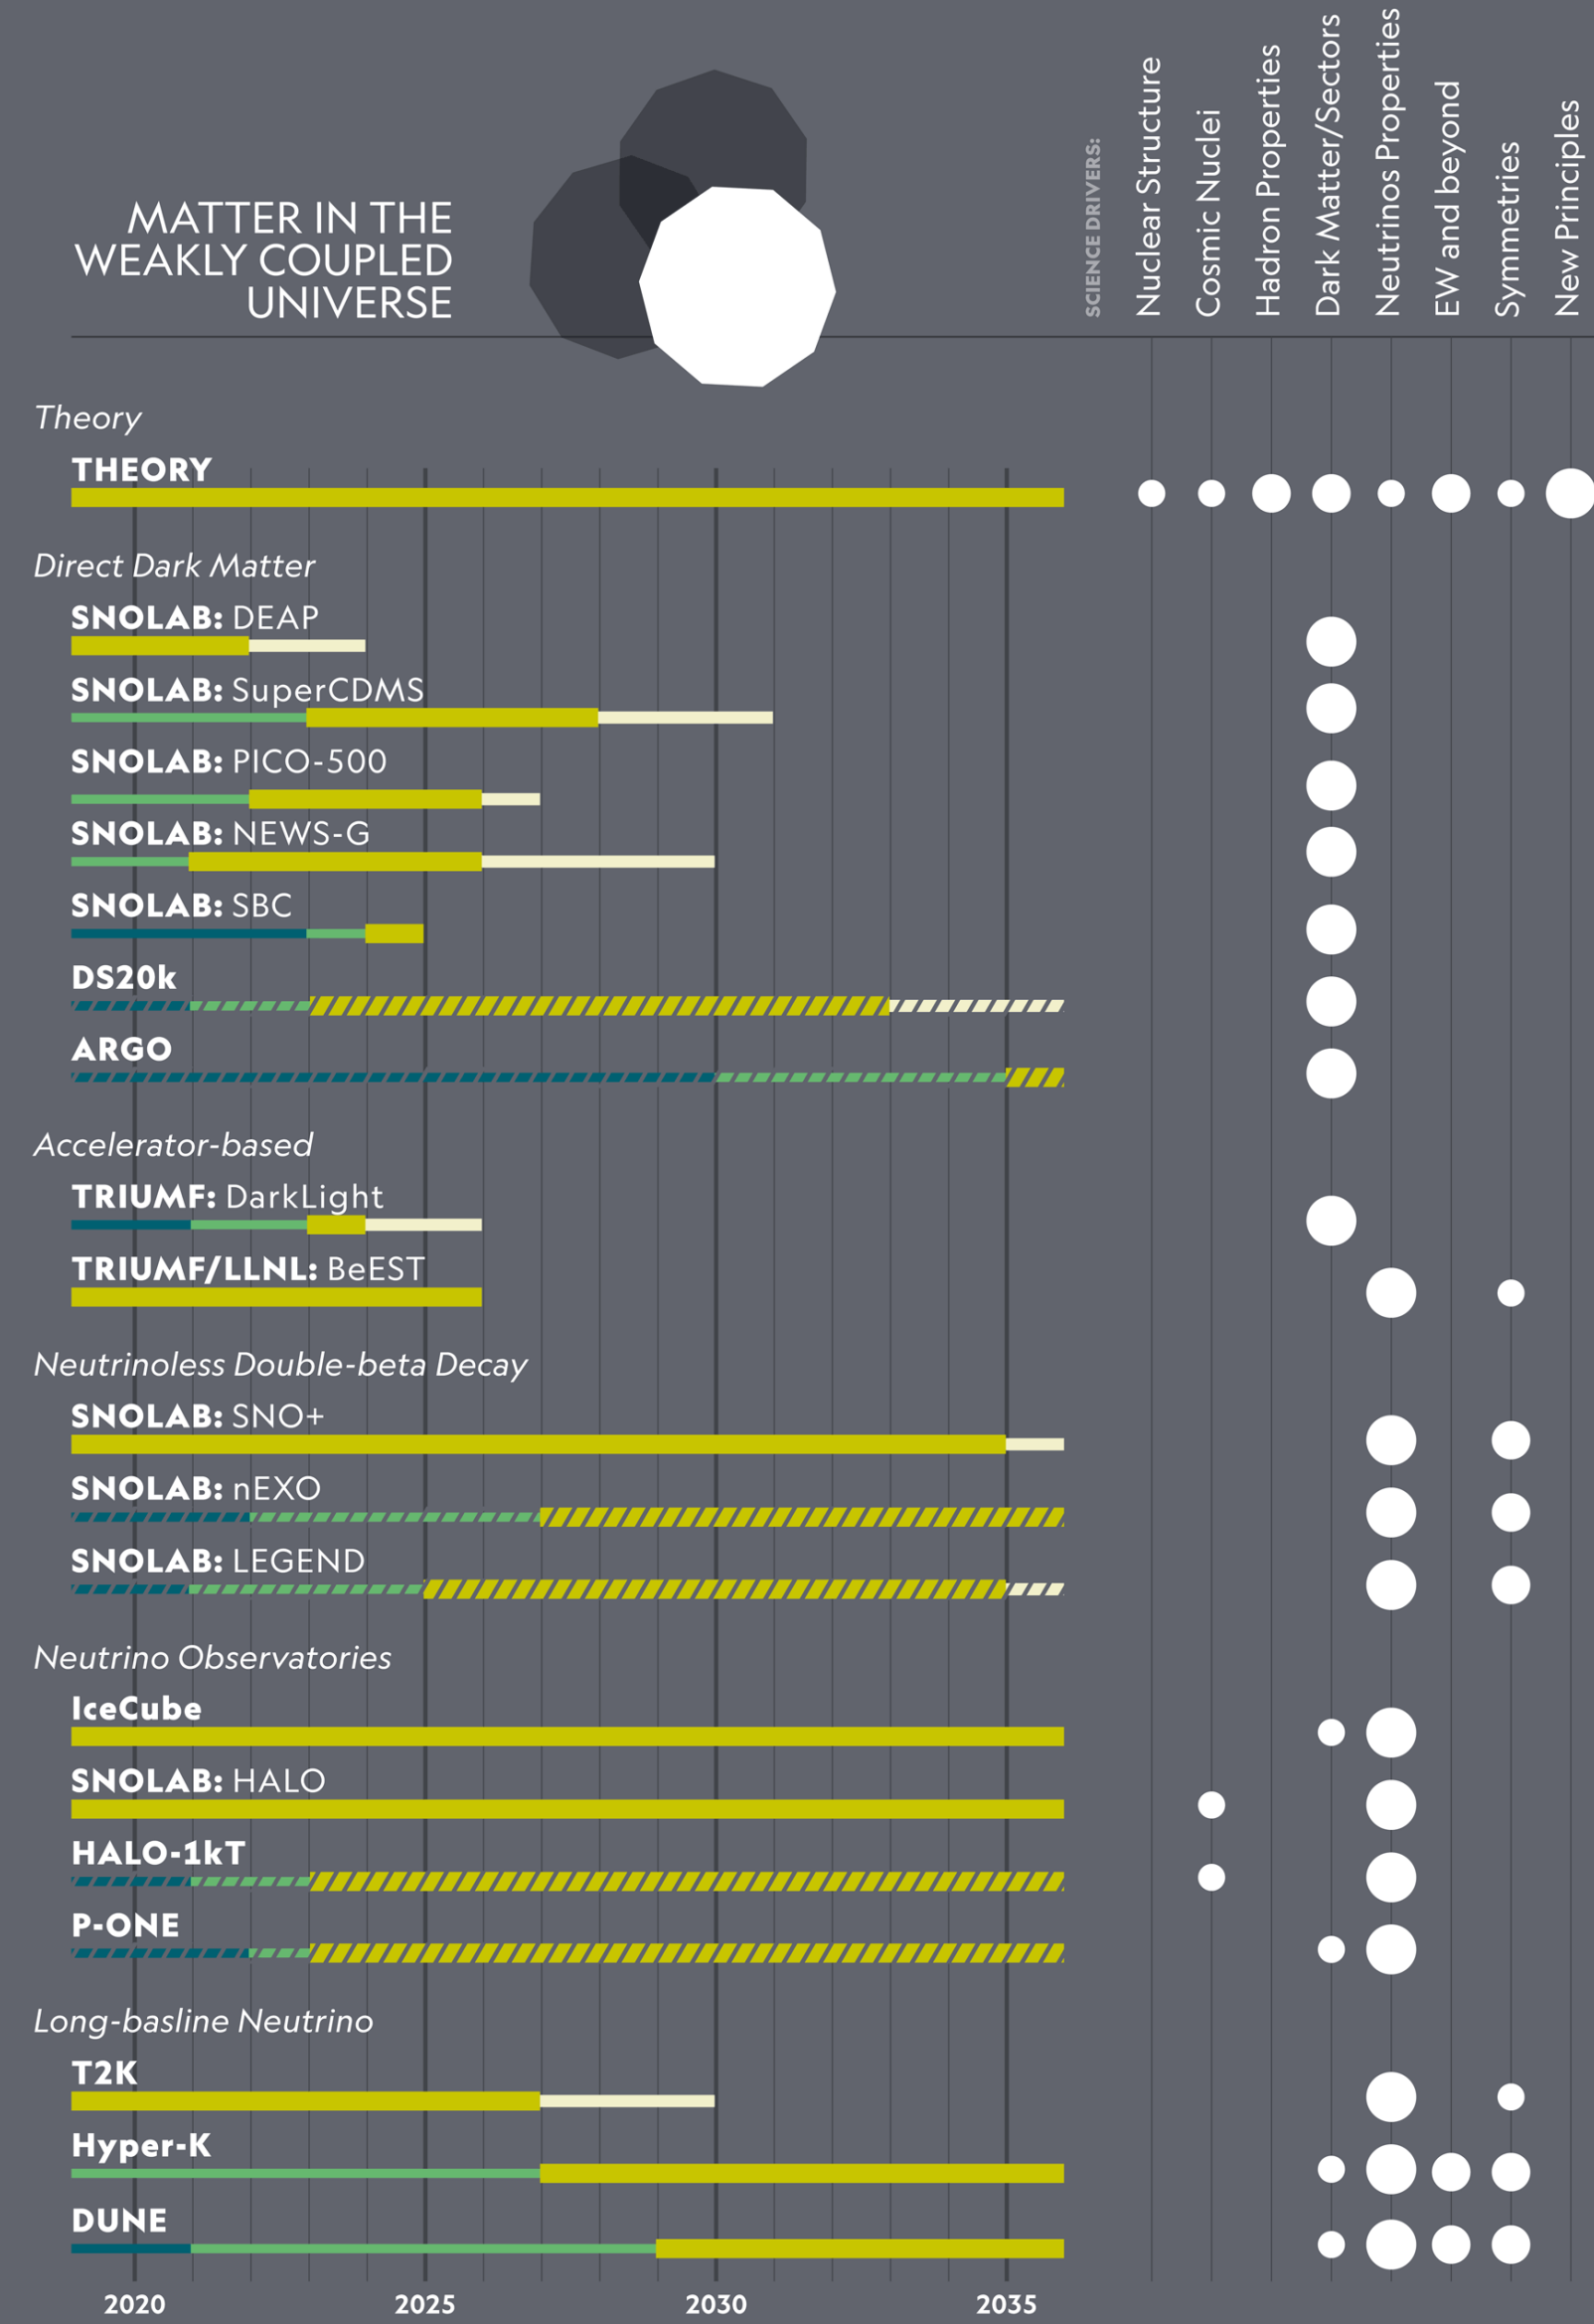 MATTER IN THE
WEAKLY COUPLED
UNIVERSE
SCIENCE DRIVERS:
Nuclear Structure
Cosmic Nuclei
Hadron Properties
Dark Matter/Sectors
Neutrinos Properties
EW and beyond
Symmetries
New Principles
Theory
THEORY
Direct Dark Matter
SNOLAB: DEAP
SNOLAB: SuperCDMS
SNOLAB: PICO-500
SNOLAB: NEWS-G
SNOLAB: SBC
DS20k
ARGO
Accelerator-based
TRIUMF: DarkLight
TRIUMF/LLNL: BeEST
Neutrinoless Double-beta Decay
SNOLAB: SNO+
SNOLAB: nEXO
SNOLAB: LEGEND
Neutrino Observatories
IceCube
SNOLAB: HALO
HALO-1kT
P-ONE
Long-basline Neutrino
T2K
Hyper-K
DUNE
2020 2025 2030 2035